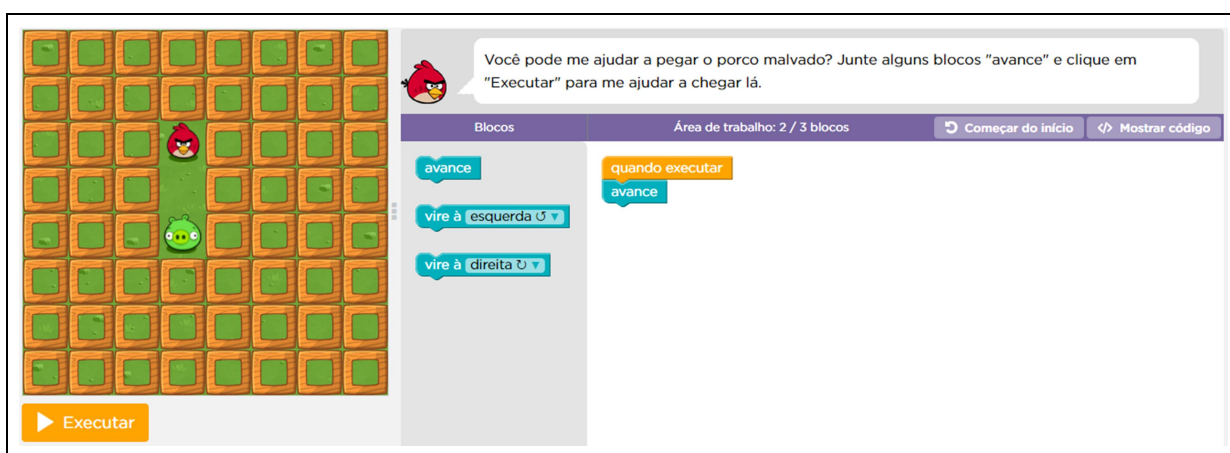 Você pode me ajudar a pegar o porco malvado? Junte alguns blocos "avance" e clique em
"Executar" para me ajudar a chegar lá.
Blocos
Área de trabalho: 2 / 3 blocos
Começar do início
</> Mostrar código
avance
vire à esquerda ↺ ▼
vire à direita ↻ ▼
quando executar
avance
Executar